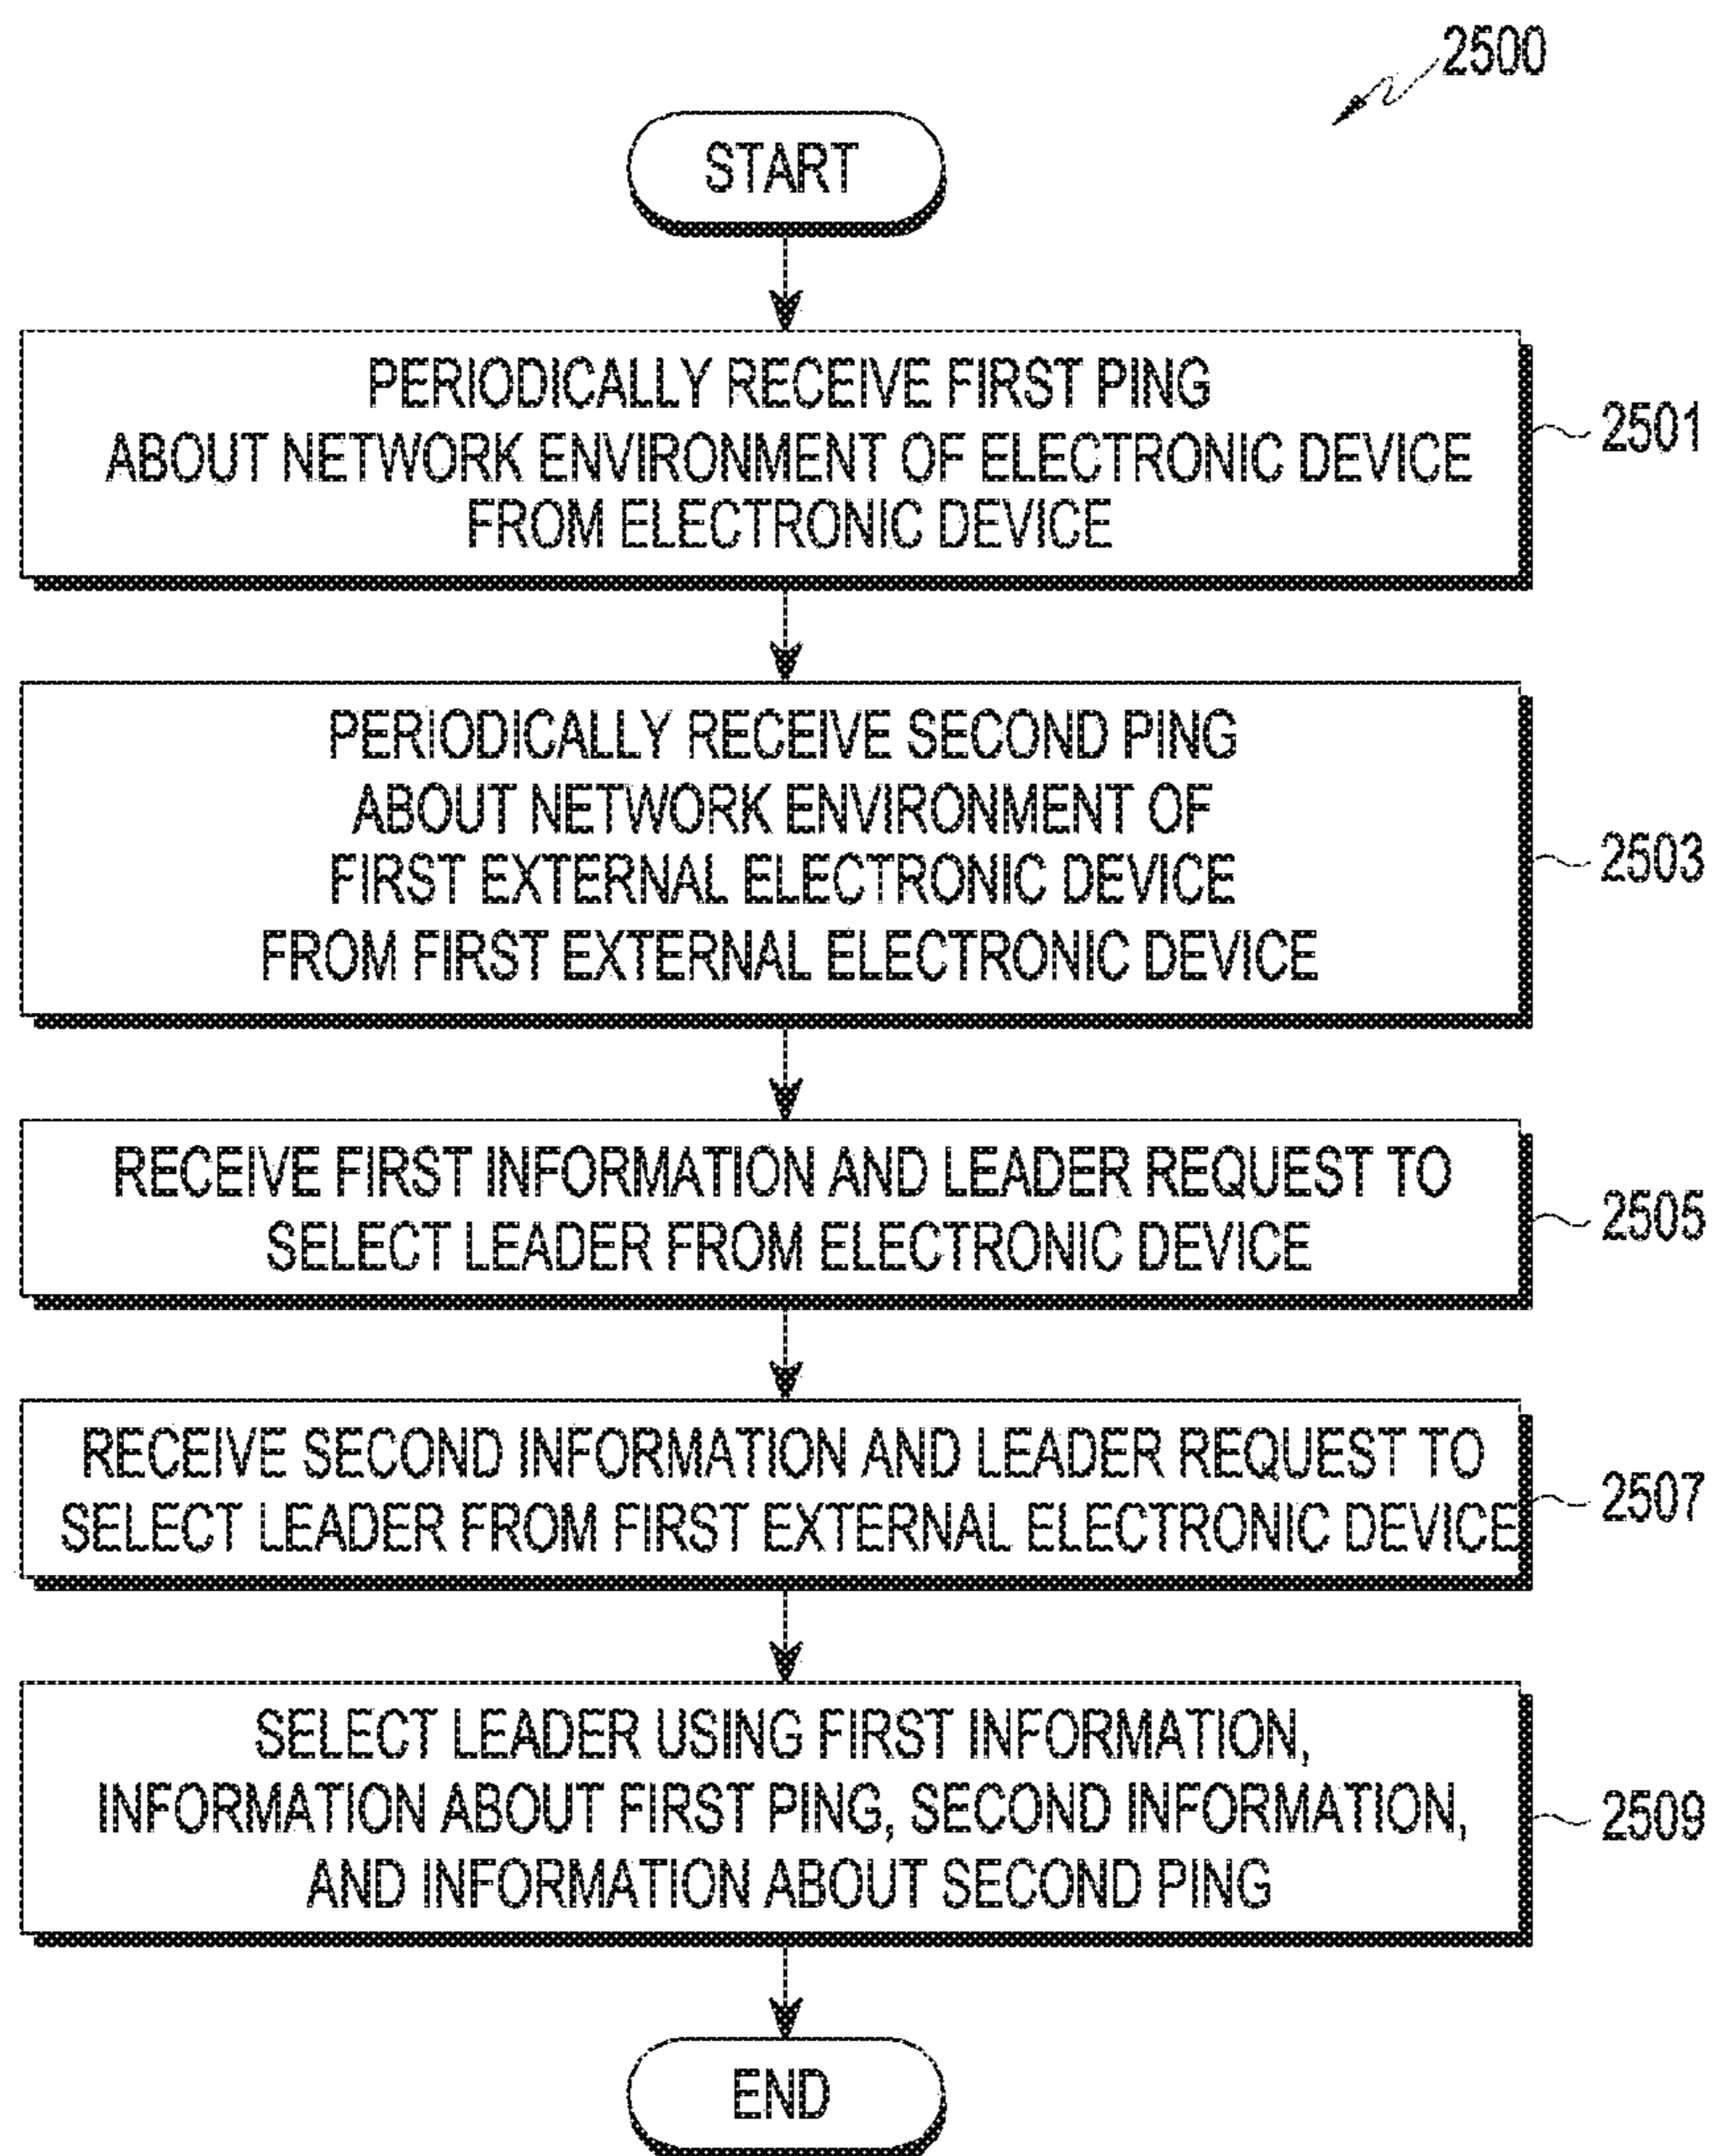 2500
START
PERIODICALLY RECEIVE FIRST PING
ABOUT NETWORK ENVIRONMENT OF ELECTRONIC DEVICE
FROM ELECTRONIC DEVICE
2501
PERIODICALLY RECEIVE SECOND PING
ABOUT NETWORK ENVIRONMENT OF
FIRST EXTERNAL ELECTRONIC DEVICE
FROM FIRST EXTERNAL ELECTRONIC DEVICE
2503
RECEIVE FIRST INFORMATION AND LEADER REQUEST TO
SELECT LEADER FROM ELECTRONIC DEVICE
2505
RECEIVE SECOND INFORMATION AND LEADER REQUEST TO
SELECT LEADER FROM FIRST EXTERNAL ELECTRONIC DEVICE
2507
SELECT LEADER USING FIRST INFORMATION,
INFORMATION ABOUT FIRST PING, SECOND INFORMATION,
AND INFORMATION ABOUT SECOND PING
2509
END